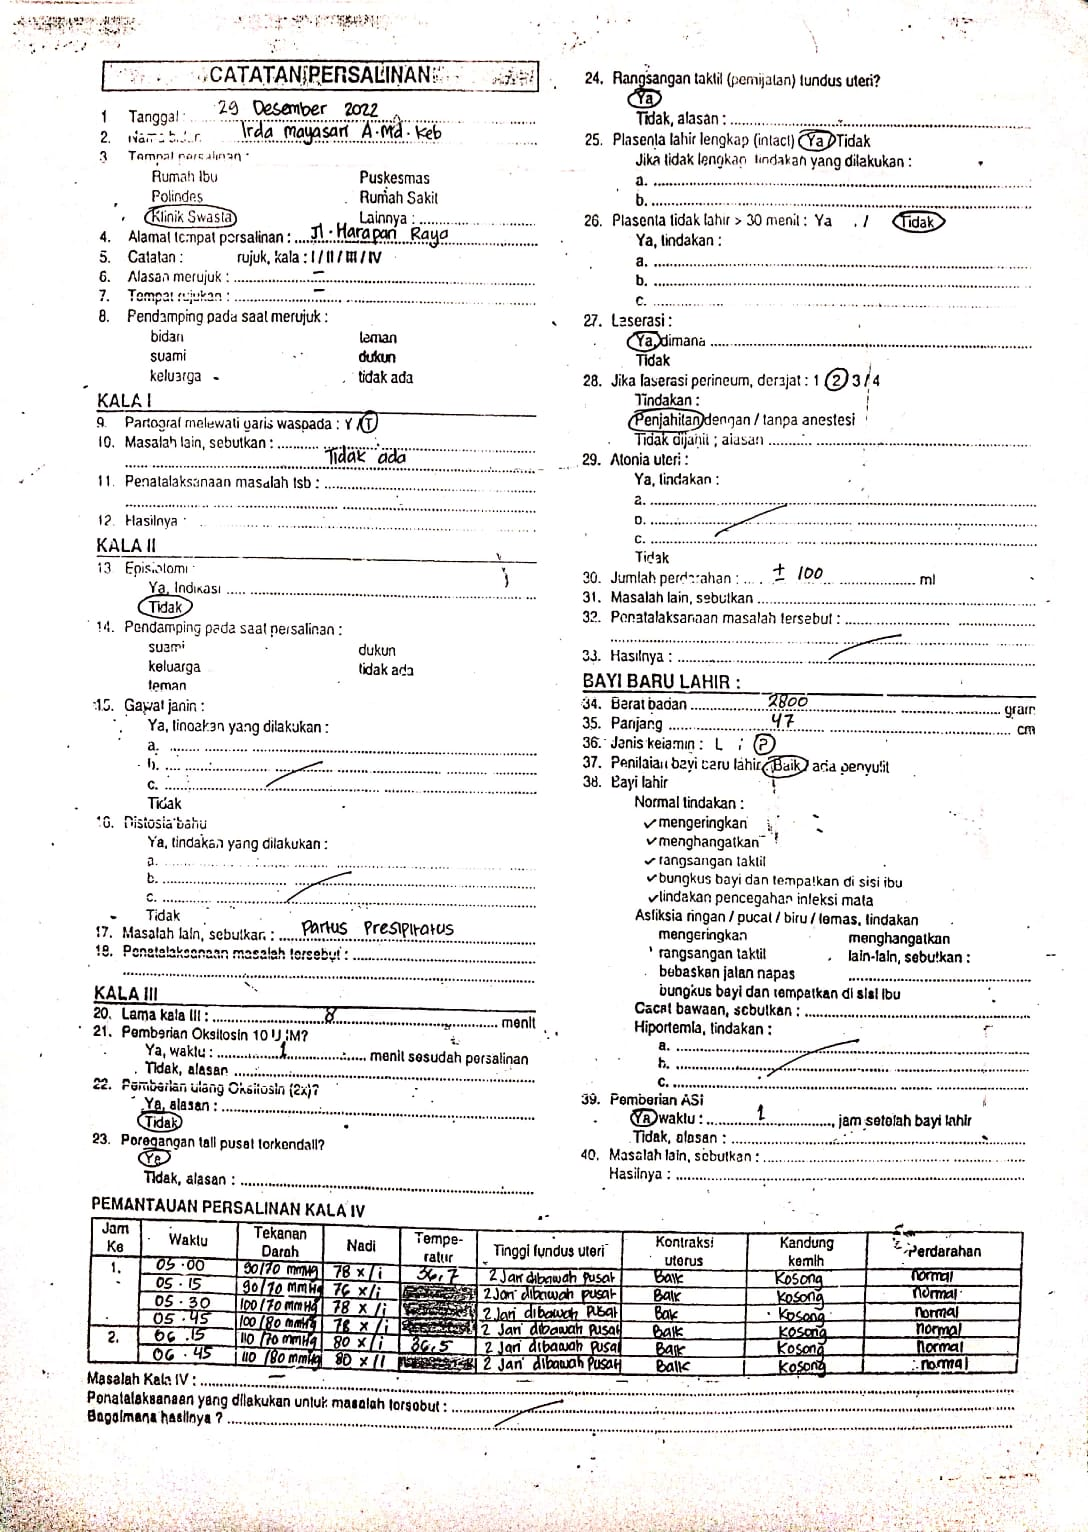 CATATAN PERSALINAN
1 Tanggal : 29 Desember 2022
2. Nama bidan Irda mayasari A.Md.Keb
3 Tempat persalinan :
Rumah Ibu Puskesmas
Polindes Rumah Sakit
Klinik Swasta Lainnya :
4. Alamat tempat persalinan : Jl. Harapan Raya
5. Catatan : rujuk, kala : I / II / III / IV
6. Alasan merujuk : –
7. Tempat rujukan : –
8. Pendamping pada saat merujuk :
bidan teman
suami dukun
keluarga tidak ada
KALA I
9. Partograf melewati garis waspada : Y / T
10. Masalah lain, sebutkan :
Tidak ada
11. Penatalaksanaan masalah tsb :
12. Hasilnya :
KALA II
13. Episiotomi :
Ya, Indikasi
Tidak
14. Pendamping pada saat persalinan :
suami dukun
keluarga tidak ada
teman
15. Gawat janin :
Ya, tindakan yang dilakukan :
a.
b.
c.
Tidak
16. Distosia bahu
Ya, tindakan yang dilakukan :
a.
b.
c.
Tidak
17. Masalah lain, sebutkan : Partus Presipiratus
18. Penatalaksanaan masalah tersebut :
KALA III
20. Lama kala III : 8 menit
21. Pemberian Oksitosin 10 U IM?
Ya, waktu : 1 menit sesudah persalinan
Tidak, alasan
22. Pemberian ulang Oksitosin (2x)?
Ya, alasan :
Tidak
23. Peregangan tali pusat terkendali?
Ya
Tidak, alasan :
24. Rangsangan taktil (pemijatan) fundus uteri?
Ya
Tidak, alasan :
25. Plasenta lahir lengkap (intact) Ya / Tidak
Jika tidak lengkap tindakan yang dilakukan :
a.
b.
26. Plasenta tidak lahir > 30 menit : Ya / Tidak
Ya, tindakan :
a.
b.
c.
27. Laserasi :
Ya, dimana
Tidak
28. Jika laserasi perineum, derajat : 1 2 3 / 4
Tindakan :
Penjahitan dengan / tanpa anestesi
Tidak dijahit ; alasan
29. Atonia uteri :
Ya, tindakan :
a.
b.
c.
Tidak
30. Jumlah perdarahan : ± 100 ml
31. Masalah lain, sebutkan
32. Penatalaksanaan masalah tersebut :
33. Hasilnya :
BAYI BARU LAHIR :
34. Berat badan 2800 gram
35. Panjang 47 cm
36. Jenis kelamin : L / P
37. Penilaian bayi baru lahir : Baik / ada penyulit
38. Bayi lahir
Normal tindakan :
✓ mengeringkan
✓ menghangatkan
✓ rangsangan taktil
✓ bungkus bayi dan tempatkan di sisi ibu
✓ tindakan pencegahan infeksi mata
Asfiksia ringan / pucat / biru / lemas, tindakan
mengeringkan menghangatkan
rangsangan taktil lain-lain, sebutkan :
bebaskan jalan napas
bungkus bayi dan tempatkan di sisi ibu
Cacat bawaan, sebutkan :
Hipotermia, tindakan :
a.
b.
c.
39. Pemberian ASI
Ya waktu : 1, jam setelah bayi lahir
Tidak, alasan :
40. Masalah lain, sebutkan :
Hasilnya :
PEMANTAUAN PERSALINAN KALA IV
Jam Ke Waktu Tekanan Darah Nadi Temperatur Tinggi fundus uteri Kontraksi uterus Kandung kemih Perdarahan
1. 05.00 90/70 mmHg 78 x/i 36,7 2 Jari dibawah pusat Baik Kosong normal
05.15 90/70 mmHg 76 x/i 2 Jari dibawah pusat Baik Kosong normal
05.30 100/70 mmHg 78 x/i 2 Jari dibawah pusat Baik Kosong normal
05.45 100/80 mmHg 78 x/i 2 Jari dibawah pusat Baik Kosong normal
2. 06.15 110/70 mmHg 80 x/i 36,5 2 Jari dibawah pusat Baik Kosong normal
06.45 110/80 mmHg 80 x/i 2 Jari dibawah pusat Baik Kosong normal
Masalah Kala IV : –
Penatalaksanaan yang dilakukan untuk masalah tersebut :
Bagaimana hasilnya ?